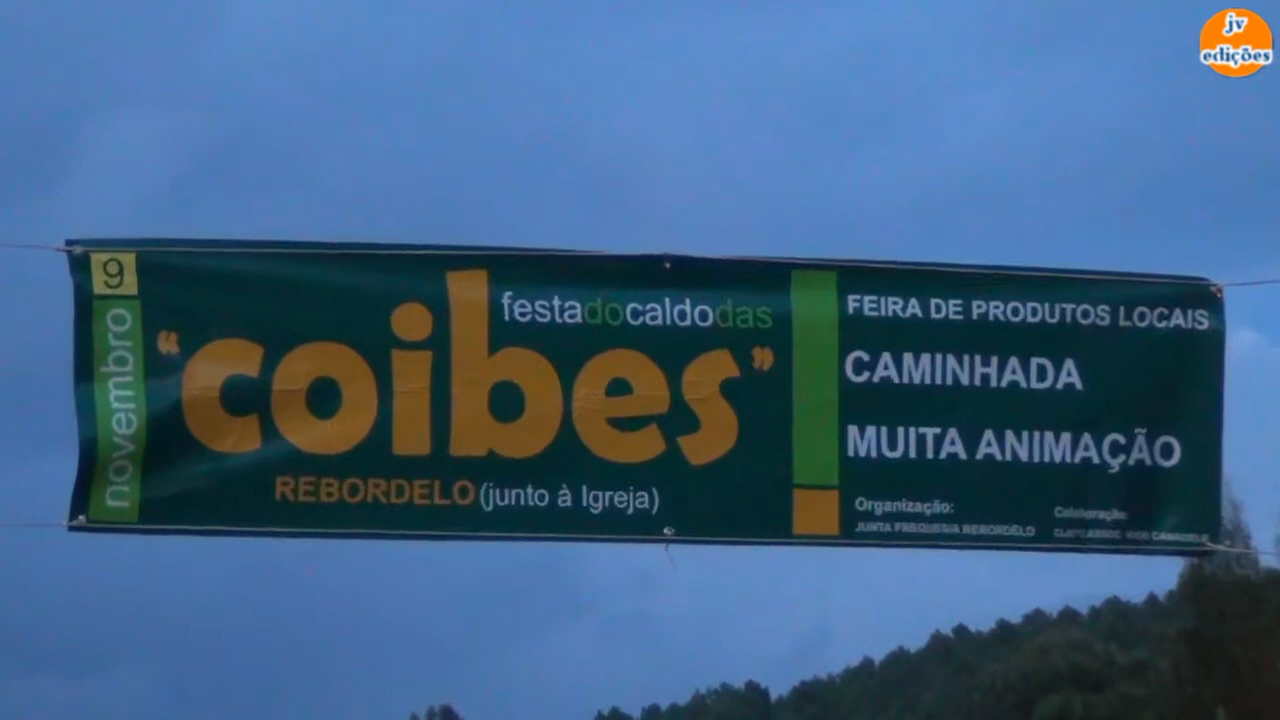 jv
edições
9
novembro
festadocaldodas
“coibes”
REBORDELO (junto à Igreja)
FEIRA DE PRODUTOS LOCAIS
CAMINHADA
MUITA ANIMAÇÃO
Organização:
JUNTA FREGUESIA REBORDELO
Colaboração: